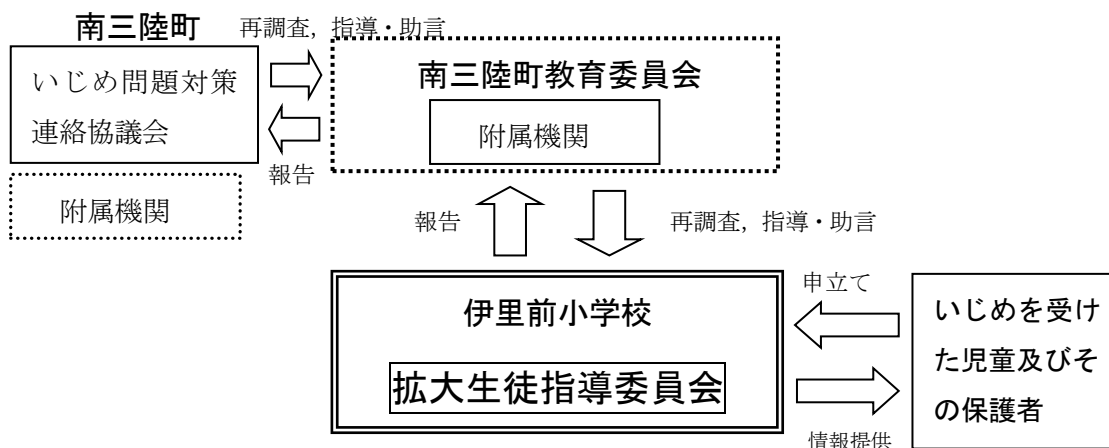 南三陸町
再調査，指導・助言
いじめ問題対策
連絡協議会
報告
附属機関
南三陸町教育委員会
附属機関
報告
再調査，指導・助言
伊里前小学校
拡大生徒指導委員会
申立て
情報提供
いじめを受け
た児童及びそ
の保護者